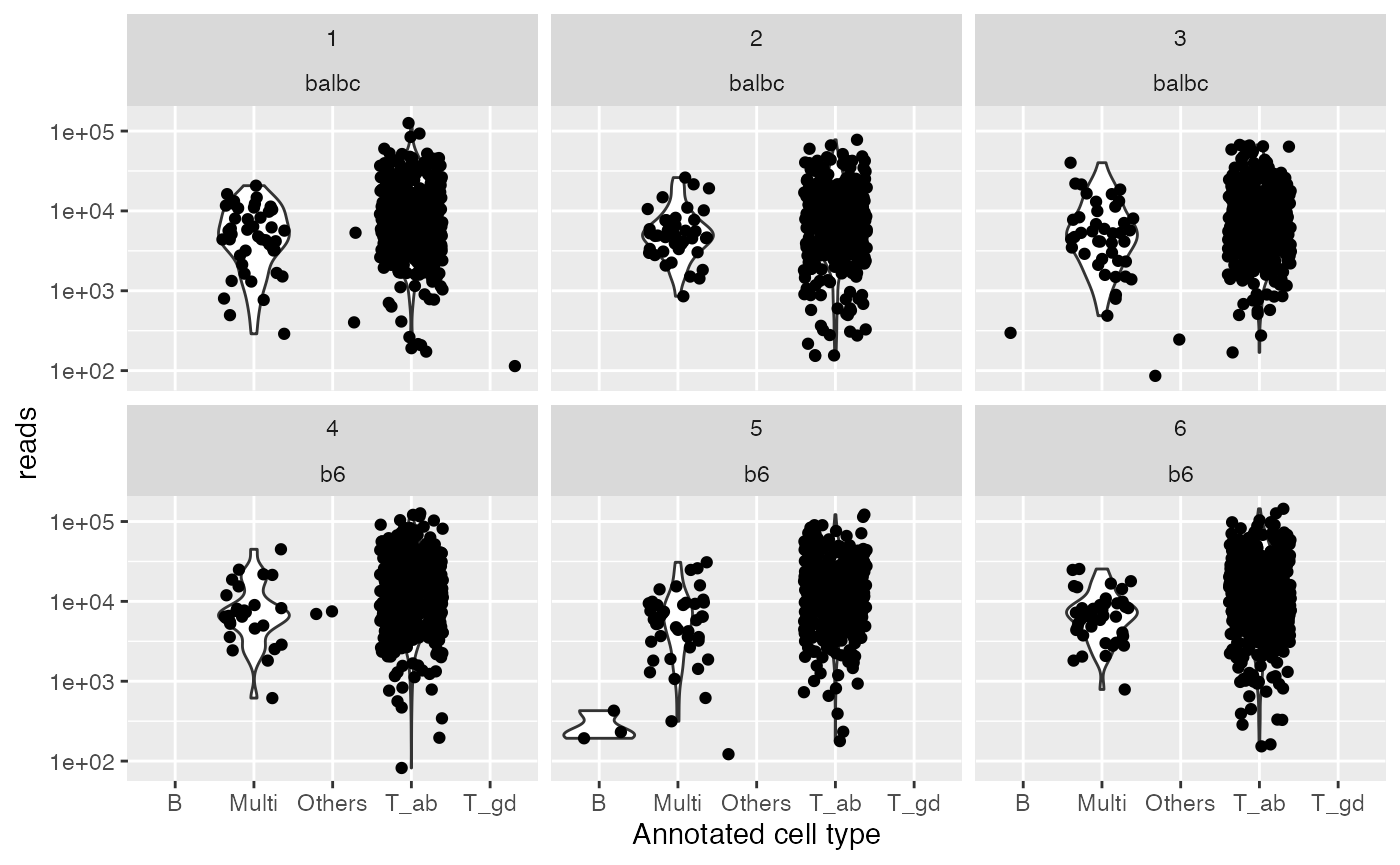 1 2 3
balbc balbc balbc
1e+05
1e+04
1e+03
1e+02
reads
4 5 6
b6 b6 b6
1e+05
1e+04
1e+03
1e+02
B Multi Others T_ab T_gd B Multi Others T_ab T_gd B Multi Others T_ab T_gd
Annotated cell type